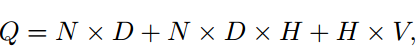 Q = N × D + N × D × H + H × V,